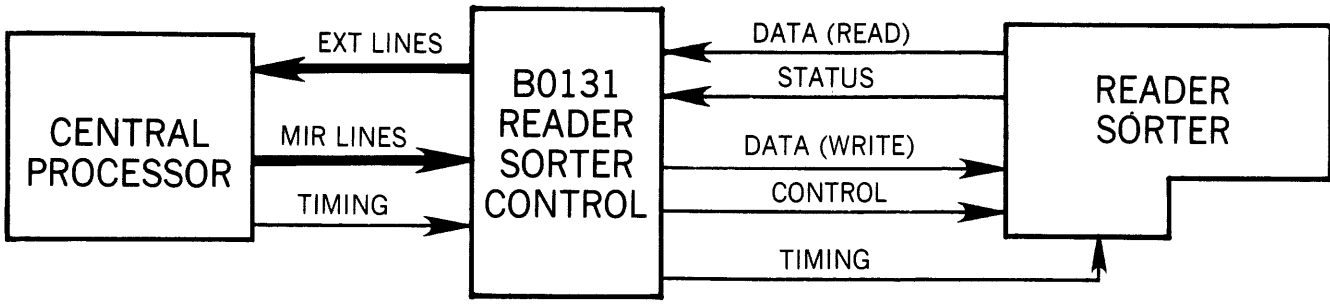 CENTRAL
PROCESSOR
EXT LINES
MIR LINES
TIMING
B0131
READER
SORTER
CONTROL
DATA (READ)
STATUS
DATA (WRITE)
CONTROL
TIMING
READER
SORTER